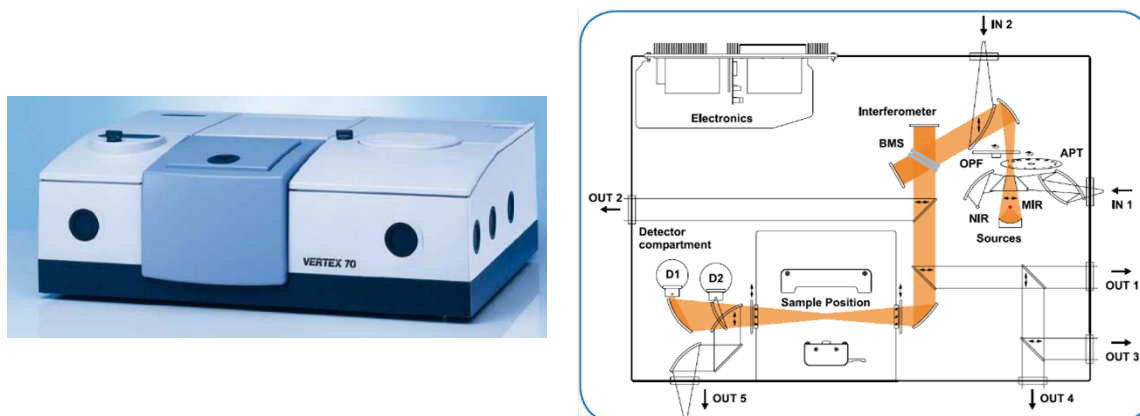 VERTEX 70
IN 2
Electronics
Interferometer
BMS
OPF
APT
OUT 2
NIR
MIR
IN 1
Sources
Detector
compartment
D1
D2
Sample Position
OUT 1
OUT 3
OUT 5
OUT 4